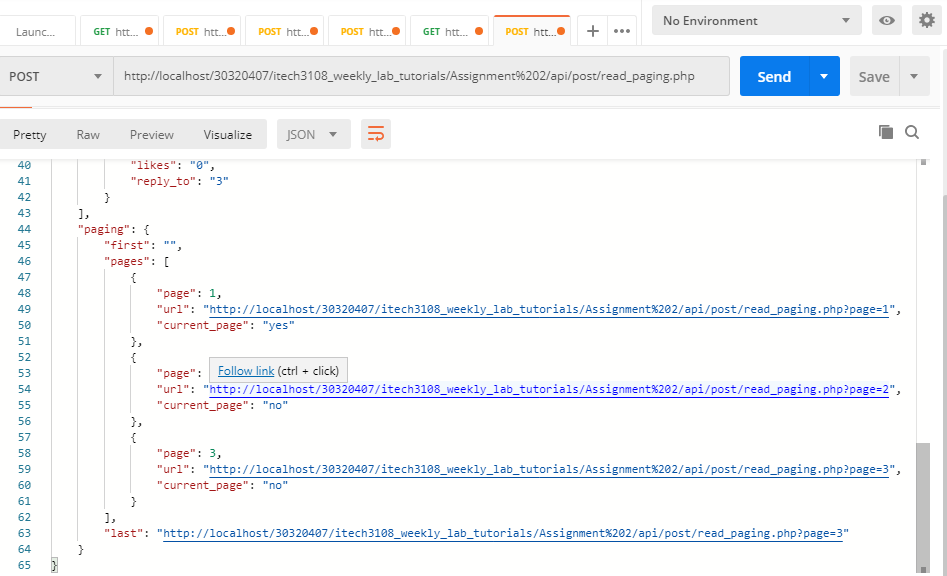 Launc... GET htt... POST htt... POST htt... POST htt... GET htt... POST htt... + ••• No Environment
POST http://localhost/30320407/itech3108_weekly_lab_tutorials/Assignment%202/api/post/read_paging.php Send Save
Pretty Raw Preview Visualize JSON
40 "likes": "0",
41 "reply_to": "3"
42 }
43 ],
44 "paging": {
45 "first": "",
46 "pages": [
47 {
48 "page": 1,
49 "url": "http://localhost/30320407/itech3108_weekly_lab_tutorials/Assignment%202/api/post/read_paging.php?page=1",
50 "current_page": "yes"
51 },
52 {
Follow link (ctrl + click)
53 "page":
54 "url": "http://localhost/30320407/itech3108_weekly_lab_tutorials/Assignment%202/api/post/read_paging.php?page=2",
55 "current_page": "no"
56 },
57 {
58 "page": 3,
59 "url": "http://localhost/30320407/itech3108_weekly_lab_tutorials/Assignment%202/api/post/read_paging.php?page=3",
60 "current_page": "no"
61 }
62 ],
63 "last": "http://localhost/30320407/itech3108_weekly_lab_tutorials/Assignment%202/api/post/read_paging.php?page=3"
64 }
65 }